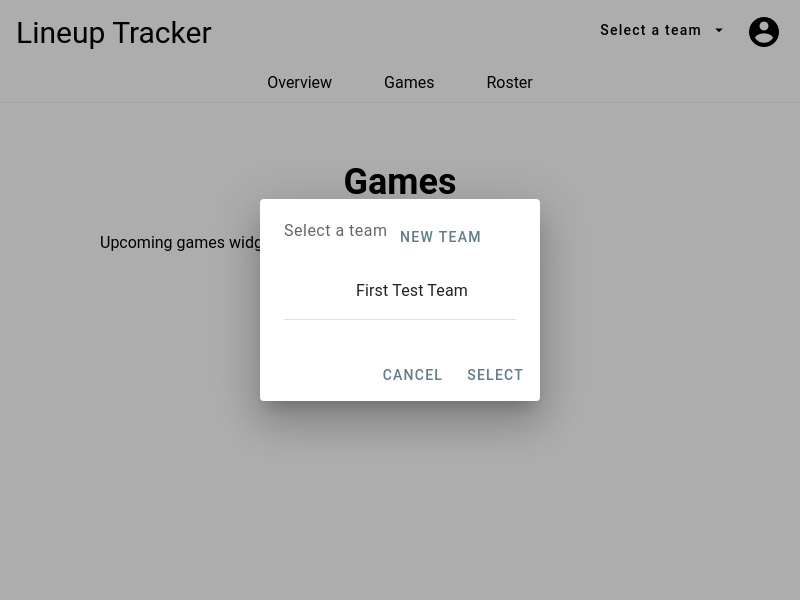 Lineup Tracker
Select a team
Overview Games Roster
Games
Upcoming games widg
Select a team NEW TEAM
First Test Team
CANCEL SELECT